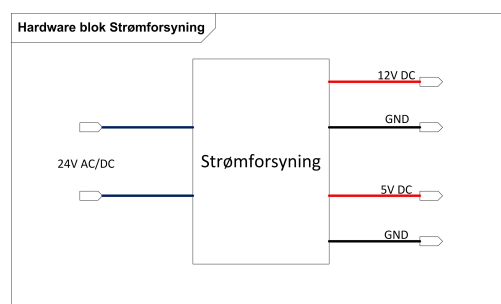 Hardware blok Strømforsyning
12V DC
GND
24V AC/DC
Strømforsyning
5V DC
GND